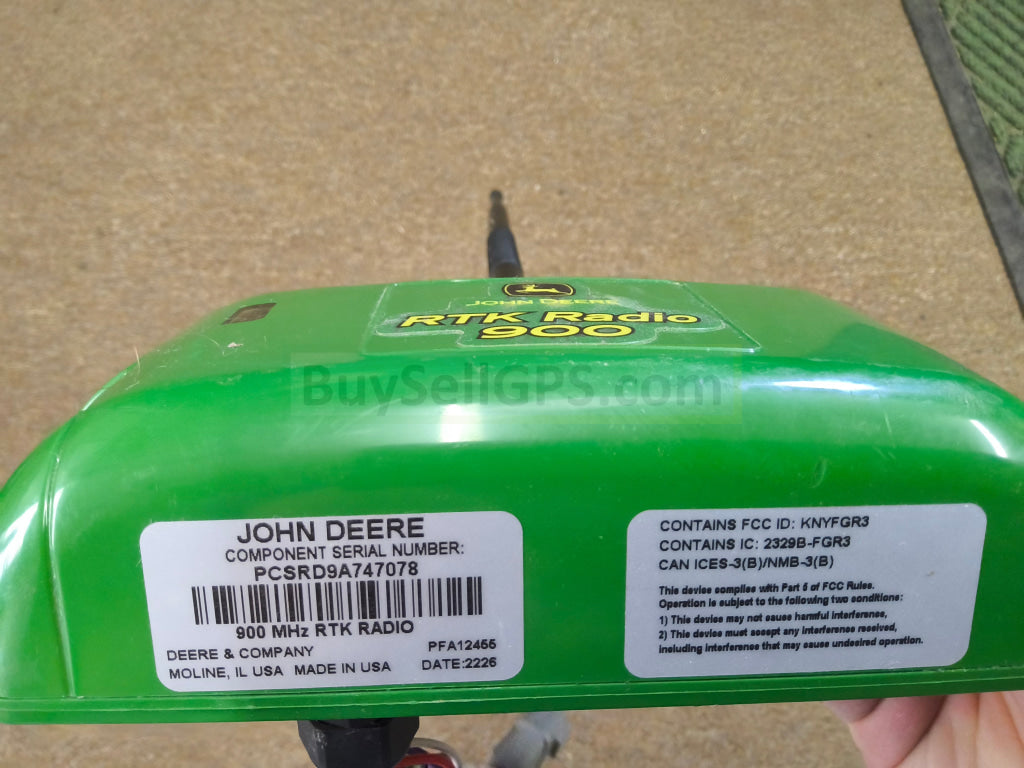 JOHN DEERE
RTK Radio
900
BuySellGPS.com
JOHN DEERE
COMPONENT SERIAL NUMBER:
PCSRD9A747078
900 MHz RTK RADIO
DEERE & COMPANY
PFA12455
MOLINE, IL USA MADE IN USA
DATE:2226
CONTAINS FCC ID: KNYFGR3
CONTAINS IC: 2329B-FGR3
CAN ICES-3(B)/NMB-3(B)
This device complies with Part 5 of FCC Rules.
Operation is subject to the following two conditions:
1) This device may not cause harmful interference,
2) This device must accept any interference received,
including interference that may cause undesired operation.